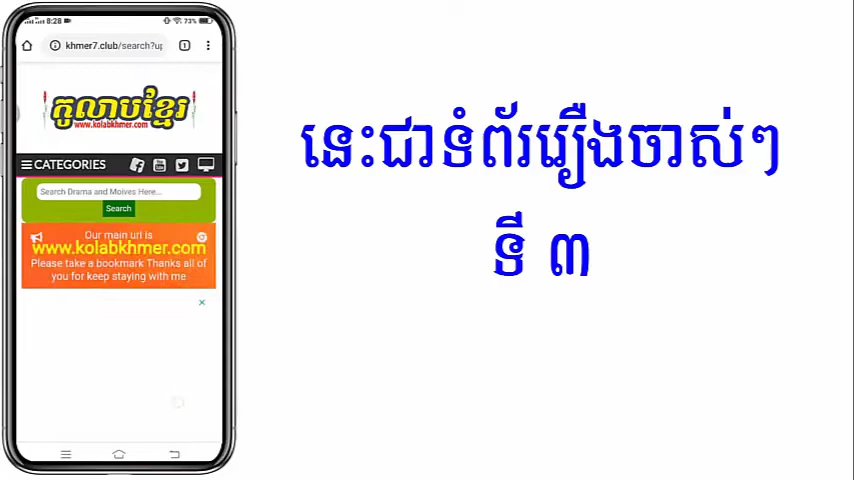 8:28
73%
khmer7.club/search?up
1
កូលាបខ្មែរ
www.kolabkhmer.com
CATEGORIES
Search Drama and Moives Here...
Search
Our main url is
www.kolabkhmer.com
Please take a bookmark Thanks all of
you for keep staying with me
នេះជាទំព័ររឿងចាស់ៗ
ទី ៣